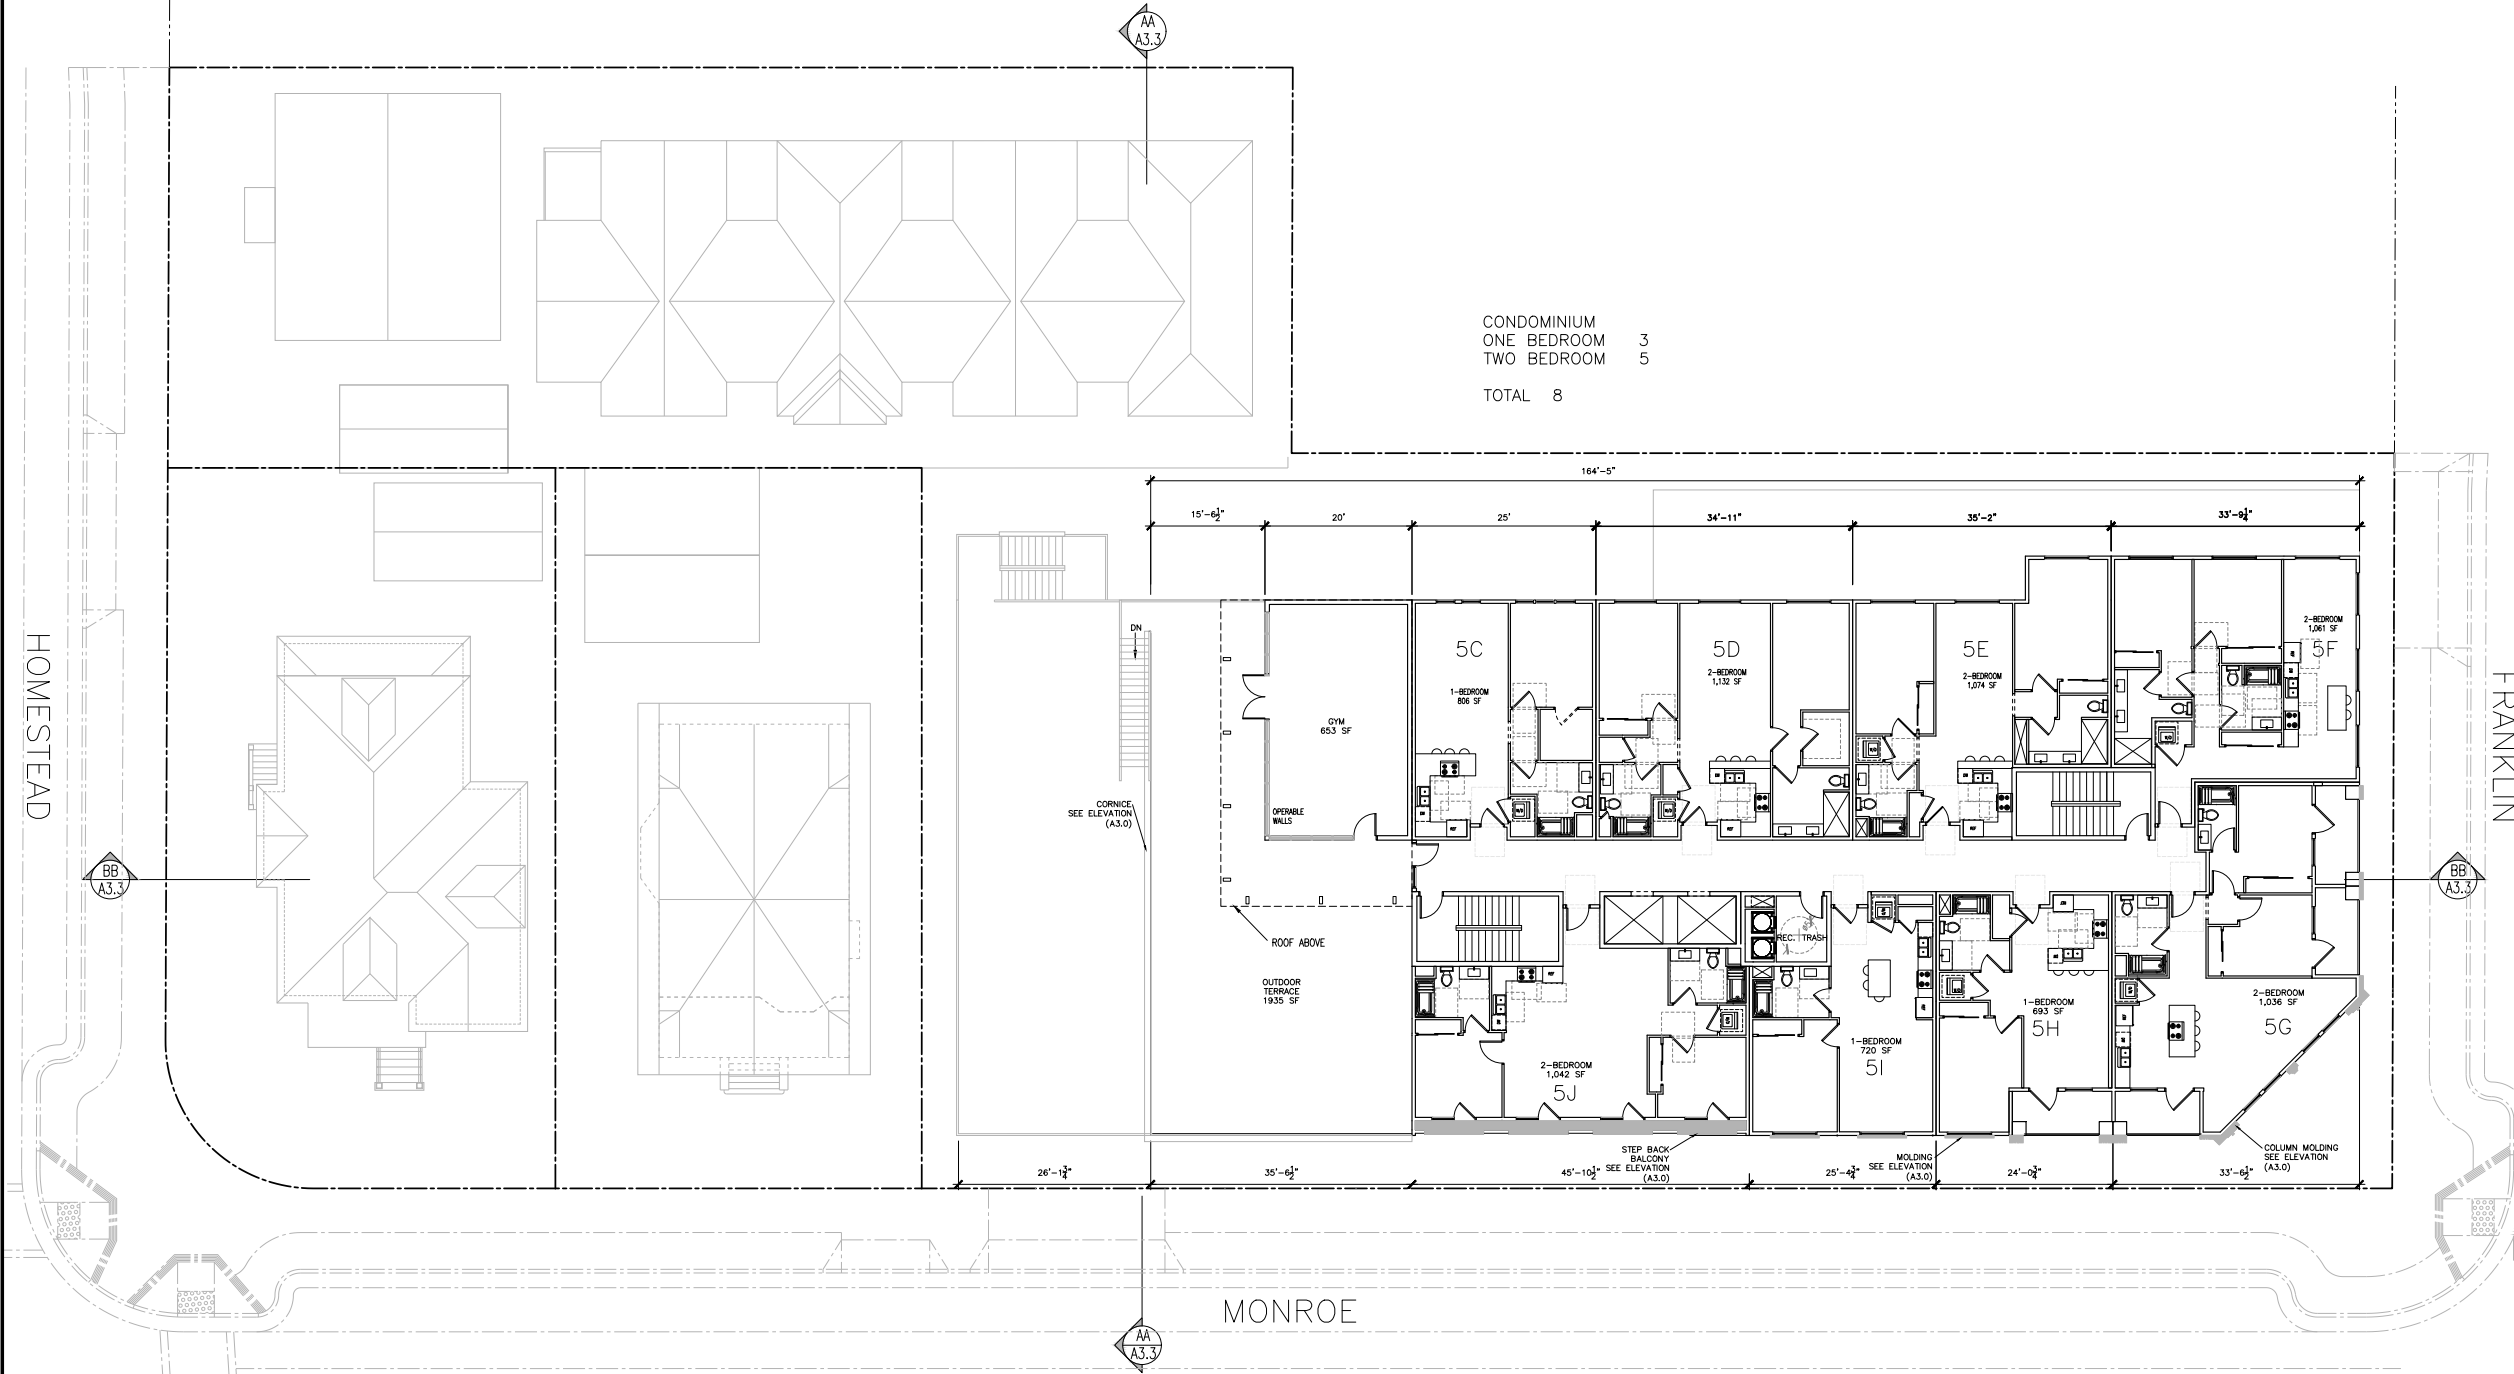 AA
A3.3
CONDOMINIUM
ONE BEDROOM 3
TWO BEDROOM 5
TOTAL 8
164'-5"
15'-6½"
20'
25'
34'-11"
35'-2"
33'-9¼"
DN
GYM
653 SF
OPERABLE
WALLS
5C
1-BEDROOM
806 SF
5D
2-BEDROOM
1,132 SF
5E
2-BEDROOM
1,074 SF
2-BEDROOM
1,061 SF
5F
HOMESTEAD
FRANKLIN
CORNICE
SEE ELEVATION
(A3.0)
BB
A3.3
BB
A3.3
ROOF ABOVE
OUTDOOR
TERRACE
1935 SF
REC. TRASH
REF
REF
REF
REF
2-BEDROOM
1,042 SF
5J
1-BEDROOM
720 SF
5I
1-BEDROOM
693 SF
5H
2-BEDROOM
1,036 SF
5G
STEP BACK
BALCONY
SEE ELEVATION
(A3.0)
MOLDING
SEE ELEVATION
(A3.0)
COLUMN MOLDING
SEE ELEVATION
(A3.0)
26'-1¾"
35'-6½"
45'-10½"
25'-4¾"
24'-0¾"
33'-6½"
MONROE
AA
A3.3